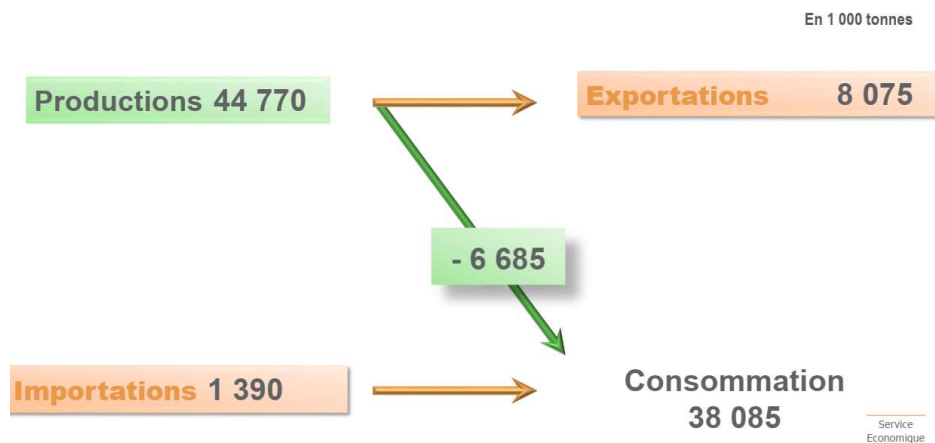 En 1 000 tonnes
Productions 44 770
Exportations 8 075
- 6 685
Importations 1 390
Consommation
38 085
Service
Economique